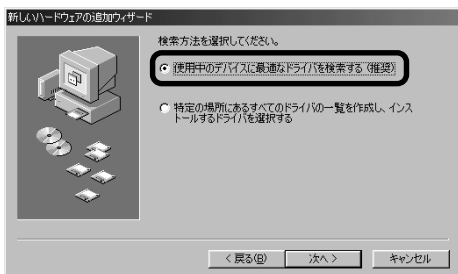 新しいハードウェアの追加ウィザード
検索方法を選択してください。
使用中のデバイスに最適なドライバを検索する (推奨)
特定の場所にあるすべてのドライバの一覧を作成し、インス
トールするドライバを選択する
< 戻る(B)
次へ >
キャンセル